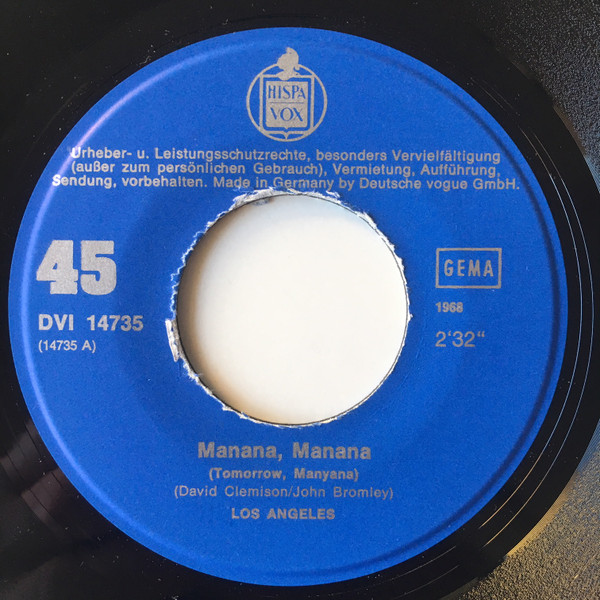 HISPA
VOX
Urheber- u. Leistungsschutzrechte, besonders Vervielfältigung
(außer zum persönlichen Gebrauch), Vermietung, Aufführung,
Sendung, vorbehalten. Made in Germany by Deutsche vogue GmbH.
45
GEMA
DVI 14735
1968
(14735 A)
2'32"
Manana, Manana
(Tomorrow, Manyana)
(David Clemison/John Bromley)
LOS ANGELES